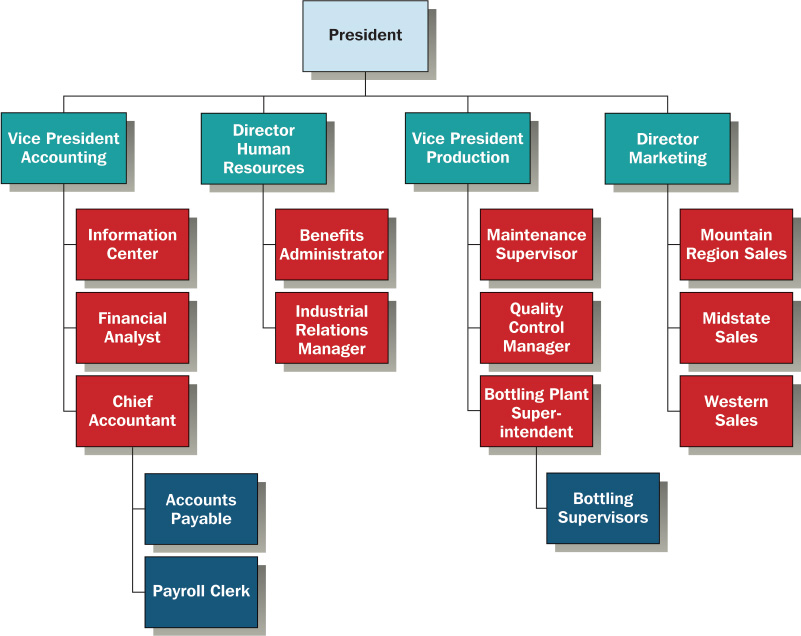 President
Vice President
Accounting
Director
Human
Resources
Vice President
Production
Director
Marketing
Information
Center
Benefits
Administrator
Maintenance
Supervisor
Mountain
Region Sales
Financial
Analyst
Industrial
Relations
Manager
Quality
Control
Manager
Midstate
Sales
Chief
Accountant
Bottling Plant
Super-
intendent
Western
Sales
Accounts
Payable
Bottling
Supervisors
Payroll Clerk